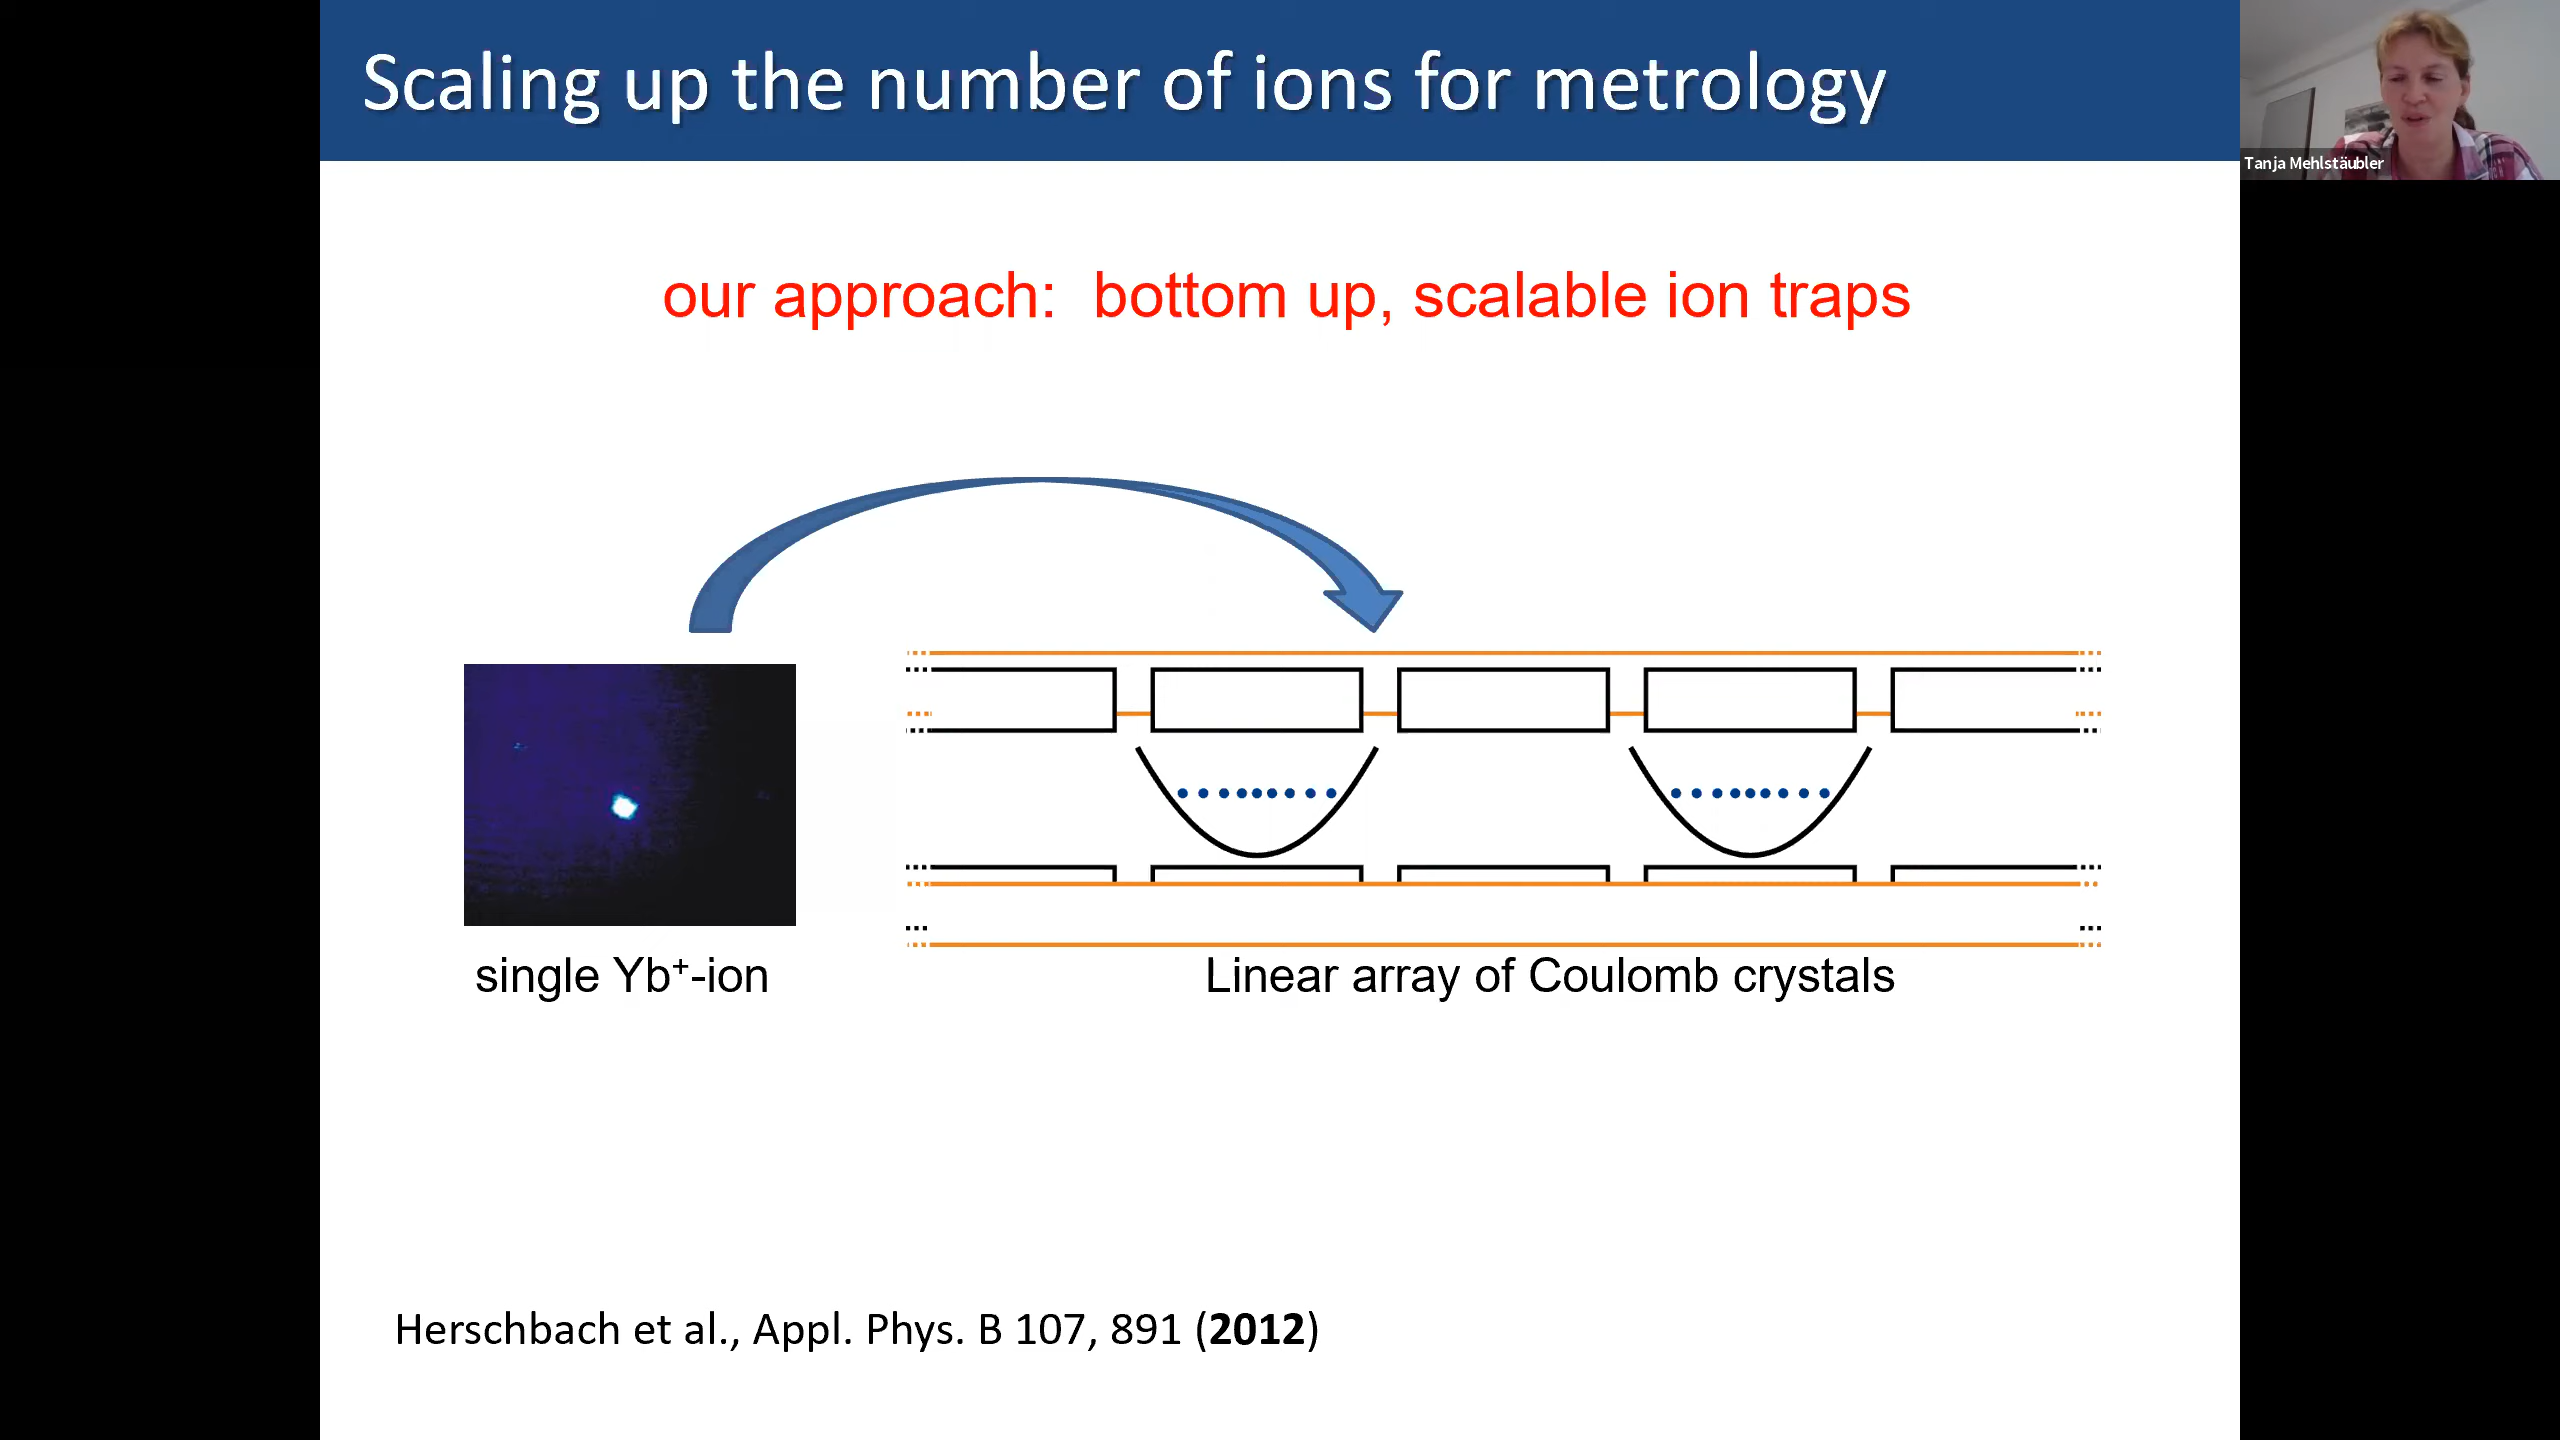 Scaling up the number of ions for metrology
Tanja Mehlstäubler
our approach: bottom up, scalable ion traps
single Yb⁺-ion
Linear array of Coulomb crystals
Herschbach et al., Appl. Phys. B 107, 891 (2012)